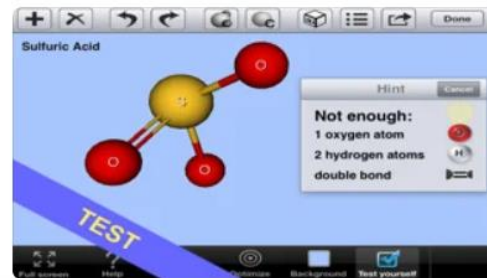 Done
Sulfuric Acid
Hint
Cancel
Not enough:
1 oxygen atom
2 hydrogen atoms
double bond
S
O
O
O
O
H
TEST
Full screen
Help
Optimize
Background
Test yourself